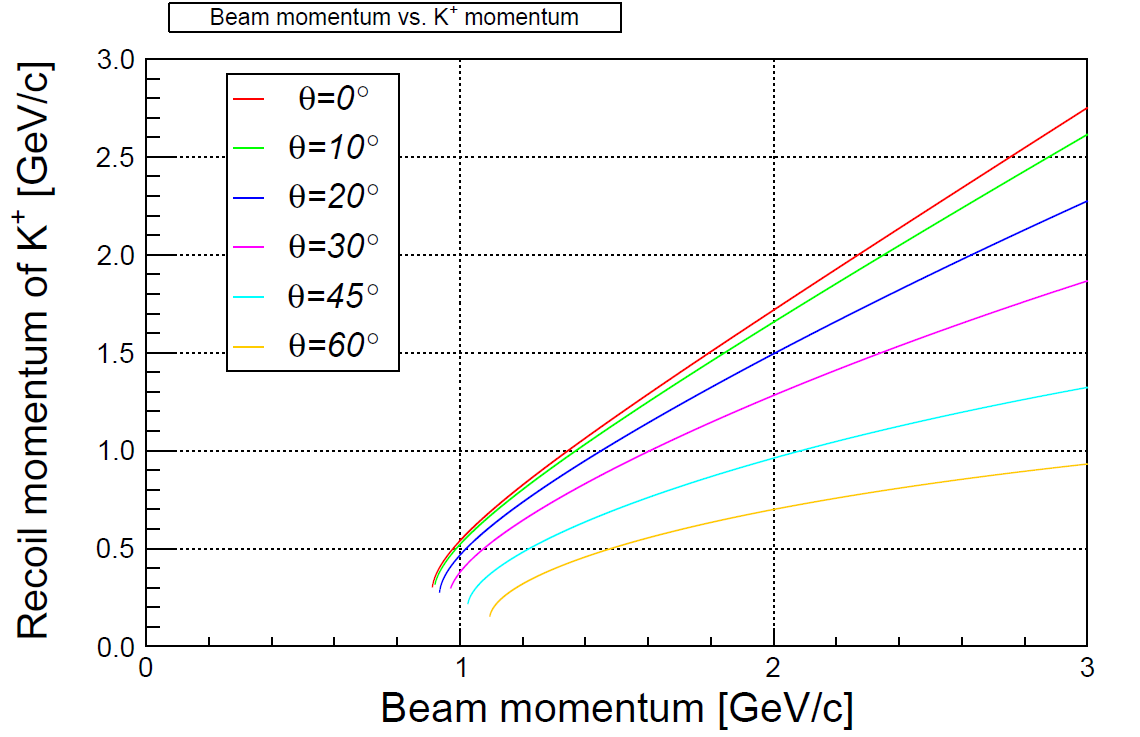 Beam momentum vs. K⁺ momentum
Recoil momentum of K⁺ [GeV/c]
3.0
2.5
2.0
1.5
1.0
0.5
0.0
θ=0°
θ=10°
θ=20°
θ=30°
θ=45°
θ=60°
0 1 2 3
Beam momentum [GeV/c]